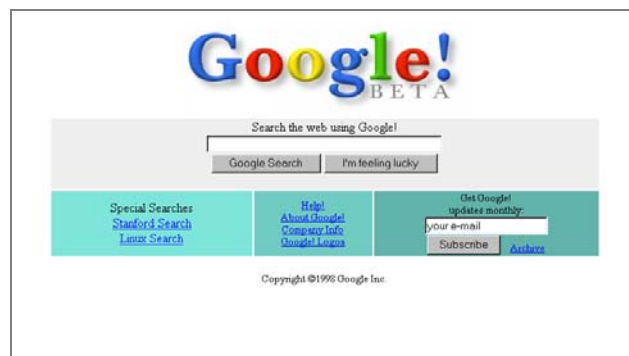 Google!
BETA
Search the web using Google!
Google Search
I'm feeling lucky
Special Searches
Stanford Search
Linux Search
Help!
About Google!
Company Info
Google! Logos
Get Google!
updates monthly:
your e-mail
Subscribe
Archive
Copyright ©1998 Google Inc.